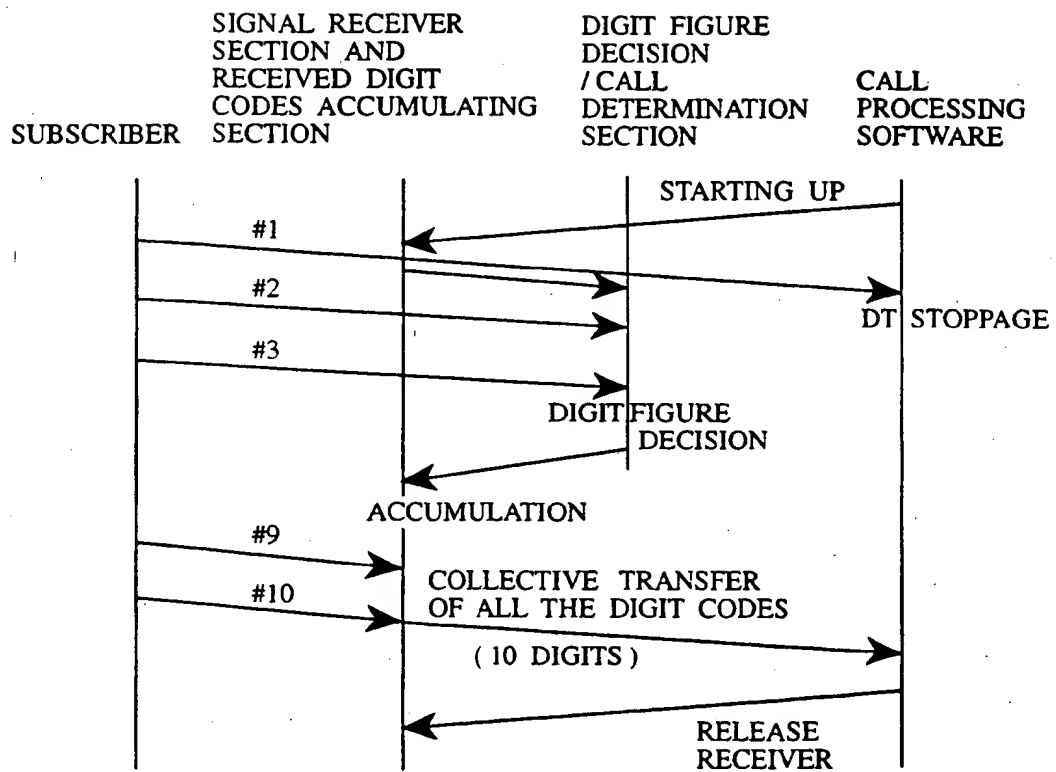 SUBSCRIBER
SIGNAL RECEIVER
SECTION AND
RECEIVED DIGIT
CODES ACCUMULATING
SECTION
DIGIT FIGURE
DECISION
/ CALL
DETERMINATION
SECTION
CALL
PROCESSING
SOFTWARE
STARTING UP
#1
#2
DT STOPPAGE
#3
DIGIT FIGURE
DECISION
ACCUMULATION
#9
COLLECTIVE TRANSFER
OF ALL THE DIGIT CODES
#10
( 10 DIGITS )
RELEASE
RECEIVER